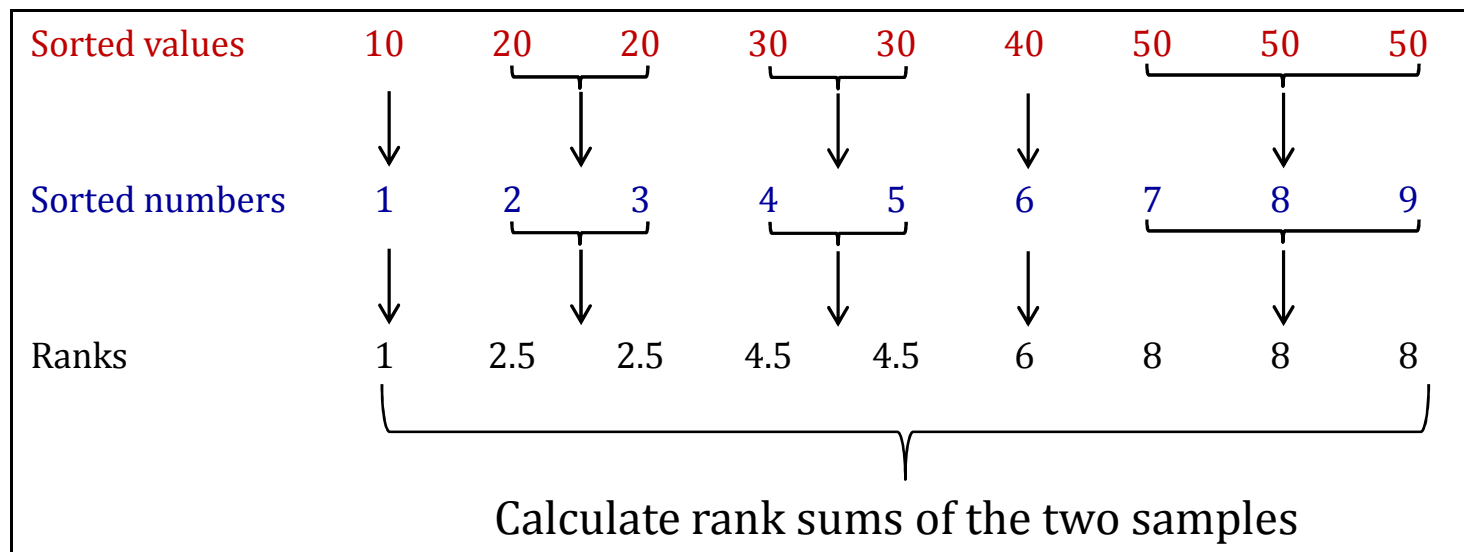 Sorted values 10 20 20 30 30 40 50 50 50
Sorted numbers 1 2 3 4 5 6 7 8 9
Ranks 1 2.5 2.5 4.5 4.5 6 8 8 8
Calculate rank sums of the two samples